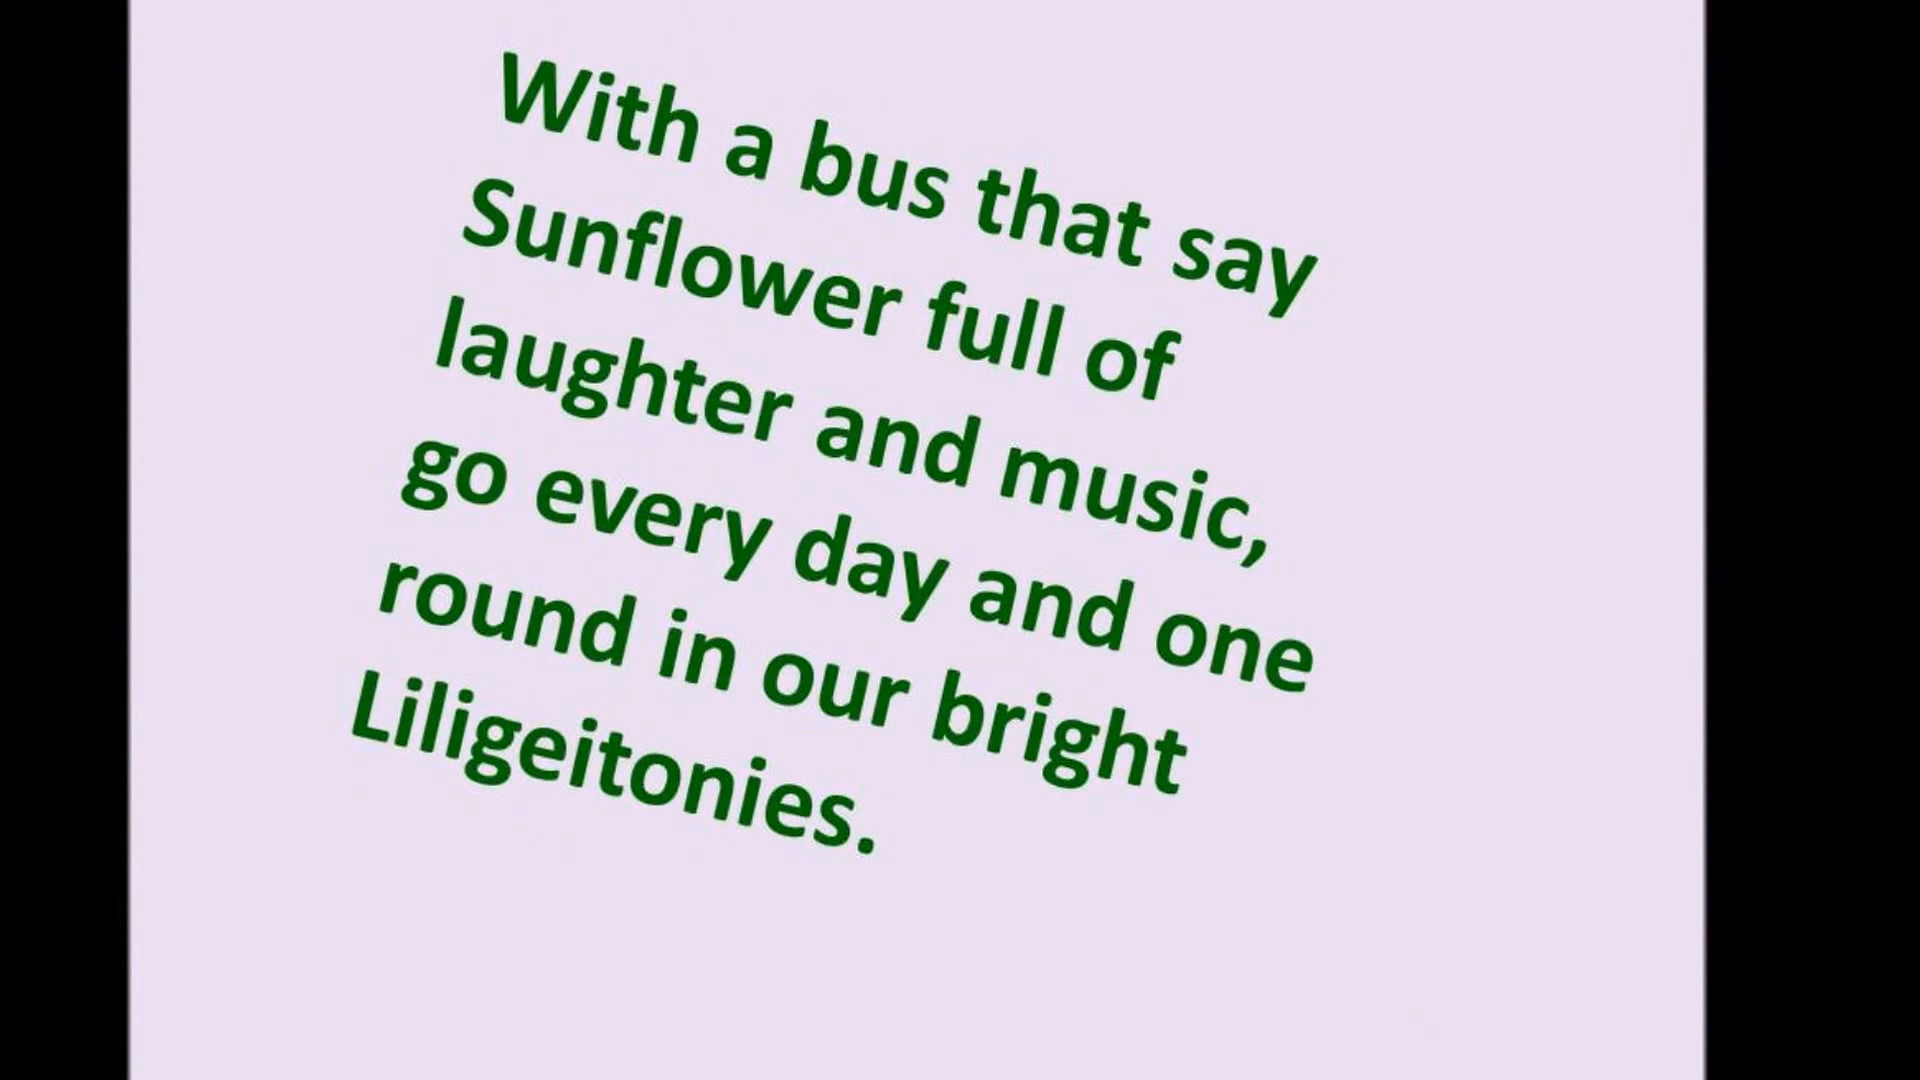 With a bus that say
Sunflower full of
laughter and music,
go every day and one
round in our bright
Liligeitonies.